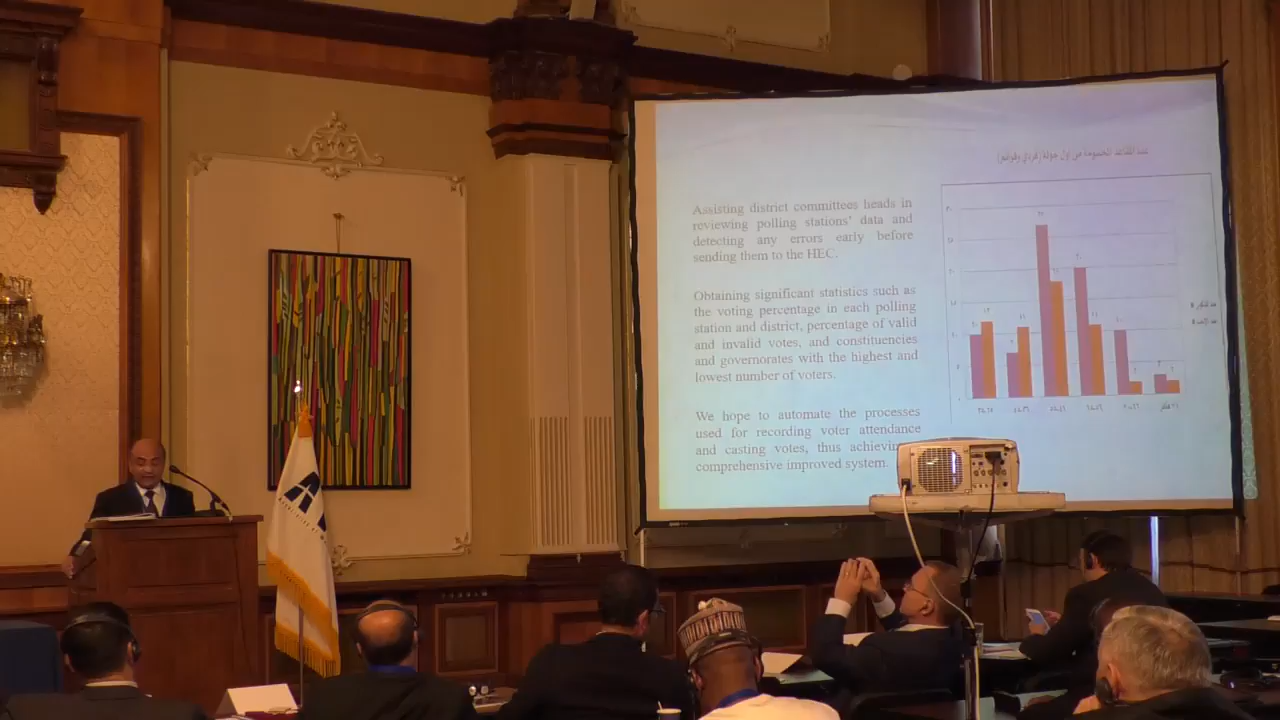 Assisting district committees heads in
reviewing polling stations' data and
detecting any errors early before
sending them to the HEC.
Obtaining significant statistics such as
the voting percentage in each polling
station and district, percentage of valid
and invalid votes, and constituencies
and governorates with the highest and
lowest number of voters.
We hope to automate the processes
used for recording voter attendance
and casting votes, thus achieving
comprehensive improved system.